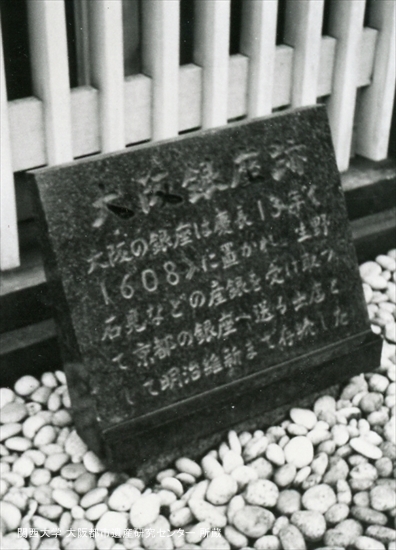 大阪銀座跡
大阪の銀座は慶長13年く
1608>に置かれ、生野
石見などの産銀を受け取つ
て京都の銀座へ送り出店と
して明治維新まで存続した
関西大学 大阪都市遺産研究センター 所蔵